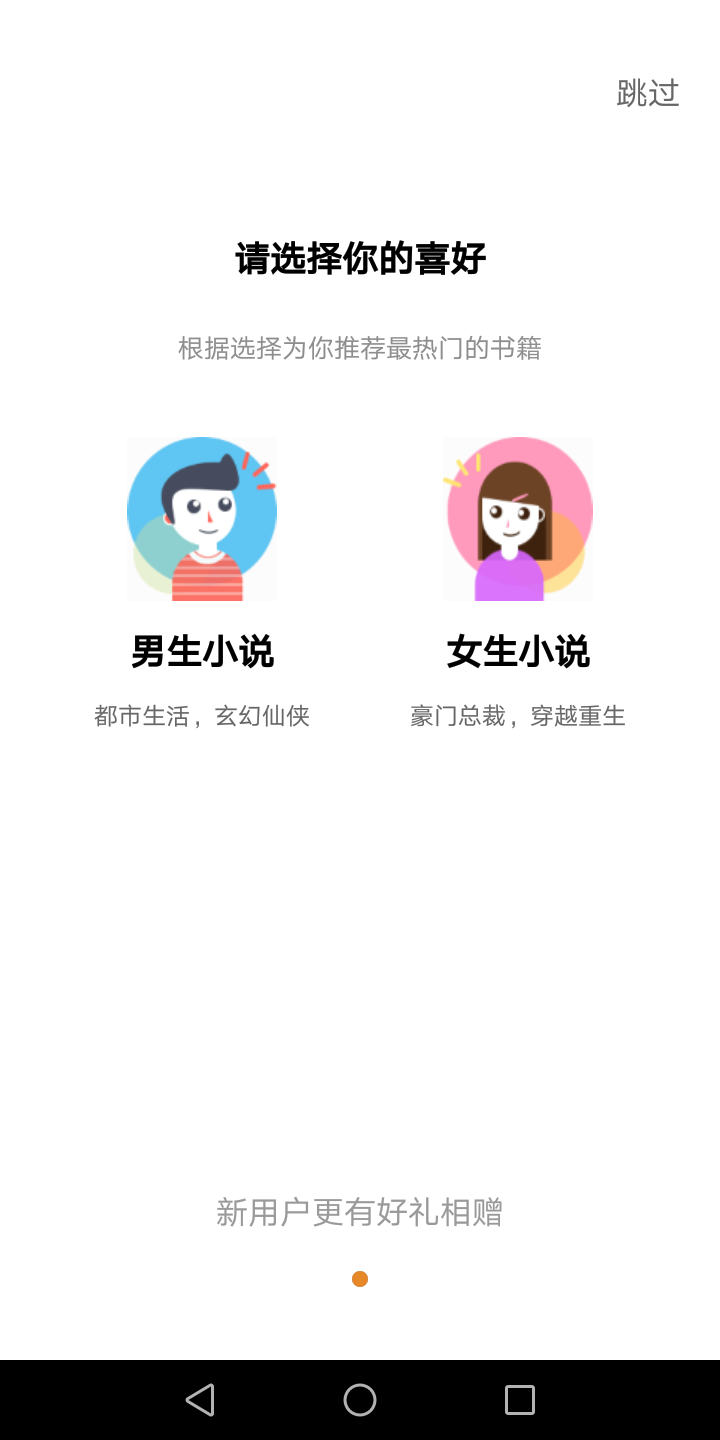 跳过
请选择你的喜好
根据选择为你推荐最热门的书籍
男生小说
女生小说
都市生活，玄幻仙侠
豪门总裁，穿越重生
新用户更有好礼相赠